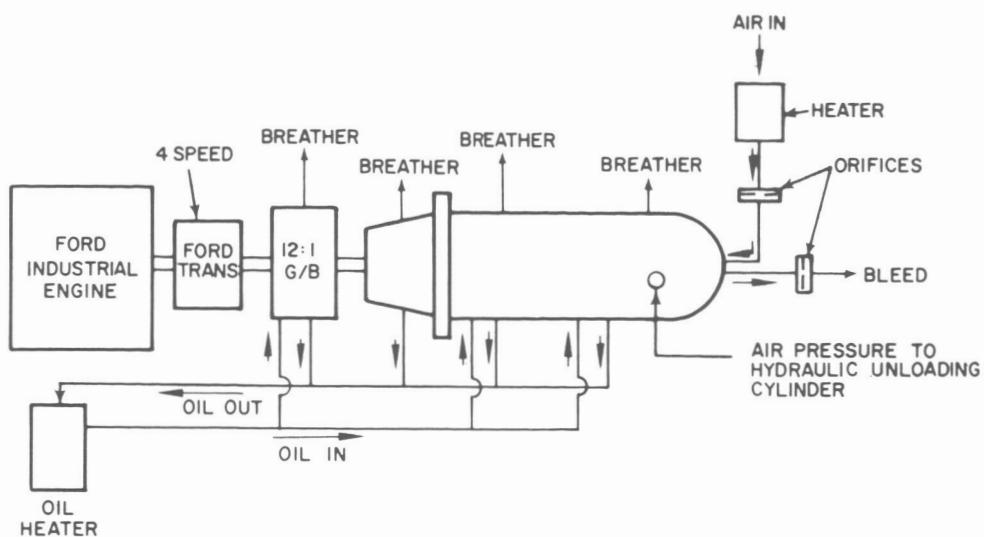 AIR IN
HEATER
BREATHER
BREATHER
BREATHER
BREATHER
4 SPEED
ORIFICES
FORD
INDUSTRIAL
ENGINE
FORD
TRANS
12:1
G/B
BLEED
AIR PRESSURE TO
HYDRAULIC UNLOADING
CYLINDER
OIL OUT
OIL IN
OIL
HEATER